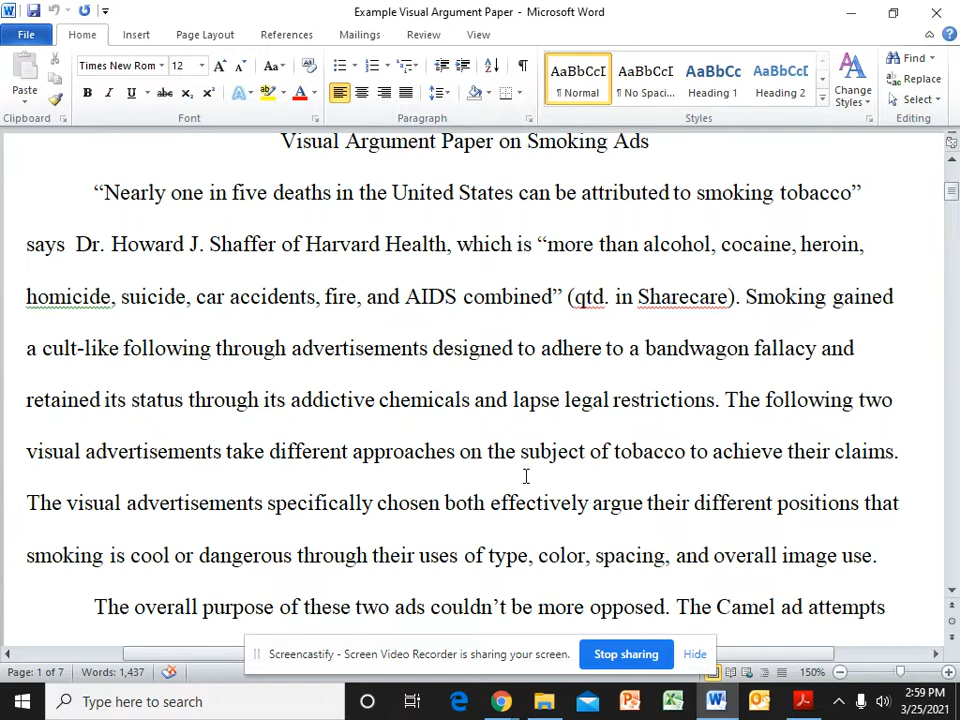 Example Visual Argument Paper - Microsoft Word
File Home Insert Page Layout References Mailings Review View
Times New Rom 12 Aa Find
AaBbCcI AaBbCcI AaBbCc AaBbCcI A Replace
Paste B I U abc X₂ X² A ab A ¶ Normal ¶ No Spaci... Heading 1 Heading 2 Change Styles Select
Clipboard Font Paragraph Styles Editing
Visual Argument Paper on Smoking Ads
“Nearly one in five deaths in the United States can be attributed to smoking tobacco”
says Dr. Howard J. Shaffer of Harvard Health, which is “more than alcohol, cocaine, heroin,
homicide, suicide, car accidents, fire, and AIDS combined” (qtd. in Sharecare). Smoking gained
a cult-like following through advertisements designed to adhere to a bandwagon fallacy and
retained its status through its addictive chemicals and lapse legal restrictions. The following two
visual advertisements take different approaches on the subject of tobacco to achieve their claims.
The visual advertisements specifically chosen both effectively argue their different positions that
smoking is cool or dangerous through their uses of type, color, spacing, and overall image use.
The overall purpose of these two ads couldn’t be more opposed. The Camel ad attempts
Screencastify - Screen Video Recorder is sharing your screen. Stop sharing Hide
Page: 1 of 7 Words: 1,437 150%
Type here to search
2:59 PM
3/25/2021